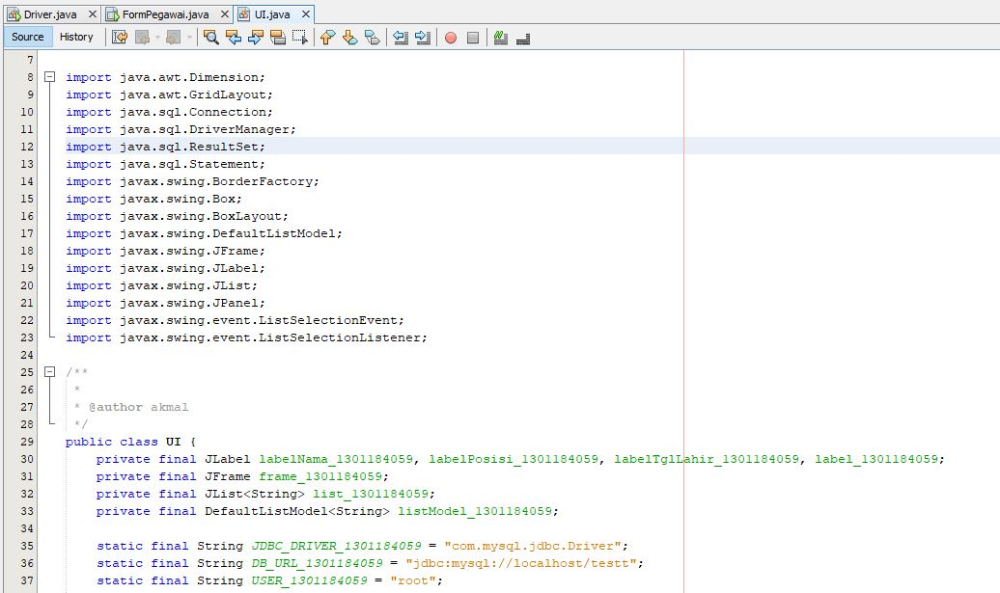 Driver.java FormPegawai.java UI.java
Source History
7
8 import java.awt.Dimension;
9 import java.awt.GridLayout;
10 import java.sql.Connection;
11 import java.sql.DriverManager;
12 import java.sql.ResultSet;
13 import java.sql.Statement;
14 import javax.swing.BorderFactory;
15 import javax.swing.Box;
16 import javax.swing.BoxLayout;
17 import javax.swing.DefaultListModel;
18 import javax.swing.JFrame;
19 import javax.swing.JLabel;
20 import javax.swing.JList;
21 import javax.swing.JPanel;
22 import javax.swing.event.ListSelectionEvent;
23 import javax.swing.event.ListSelectionListener;
24
25 /**
26 *
27 * @author akmal
28 */
29 public class UI {
30 private final JLabel labelNama_1301184059, labelPosisi_1301184059, labelTglLahir_1301184059, label_1301184059;
31 private final JFrame frame_1301184059;
32 private final JList<String> list_1301184059;
33 private final DefaultListModel<String> listModel_1301184059;
34
35 static final String JDBC_DRIVER_1301184059 = "com.mysql.jdbc.Driver";
36 static final String DB_URL_1301184059 = "jdbc:mysql://localhost/testt";
37 static final String USER_1301184059 = "root";